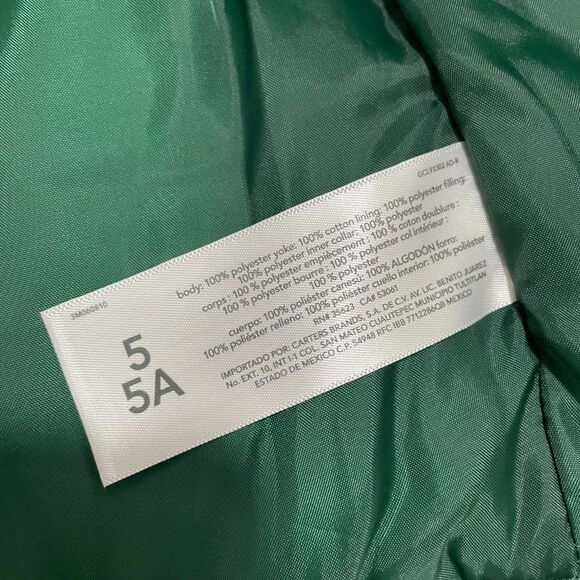 GCL93302 AD-R
2M060810
5
5A
body: 100% polyester yoke: 100% cotton lining: 100% polyester filling:
100% polyester inner collar: 100% polyester
corps : 100 % polyester empiècement : 100 % coton doublure :
100 % polyester bourre : 100 % polyester col intérieur :
100% polyester
cuerpo: 100% poliéster canesú: 100% ALGODÓN forro:
100% poliéster relleno: 100% poliéster cuello interior: 100% poliéster
RN# 35623 CA# 53061
IMPORTADO POR: CARTERS BRANDS, S.A. DE C.V. AV. LIC. BENITO JUAREZ
No. EXT. 10, INT I-1 COL. SAN MATEO CUAUTEPEC MUNICIPIO TULTITLAN
ESTADO DE MEXICO C.P. 54948 RFC IBB 7712286Q8 MEXICO